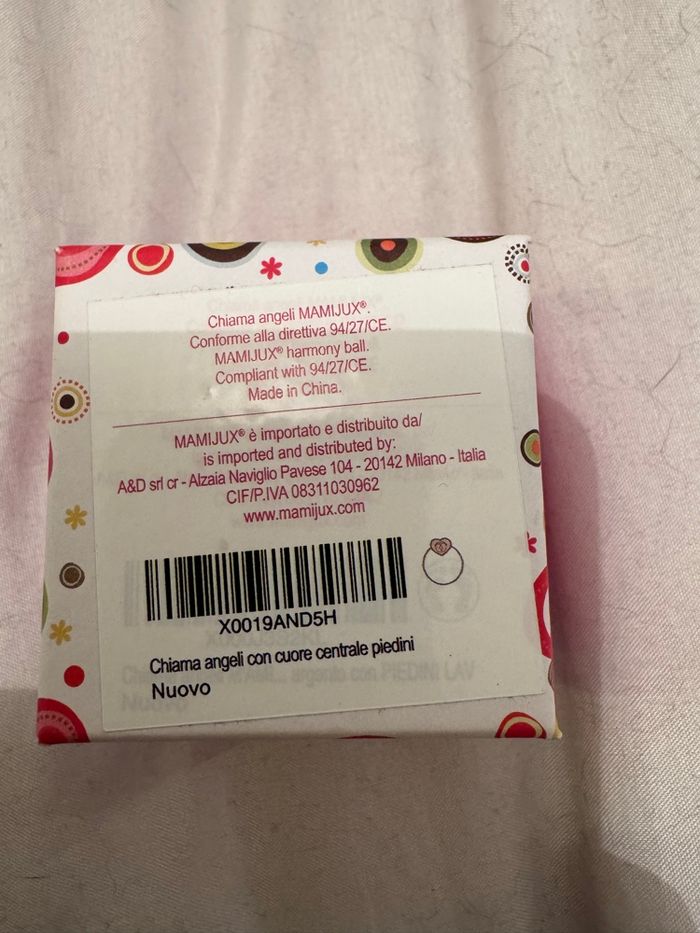 Chiama angeli MAMIJUX®.
Conforme alla direttiva 94/27/CE.
MAMIJUX® harmony ball.
Compliant with 94/27/CE.
Made in China.
MAMIJUX® è importato e distribuito da/
is imported and distributed by:
A&D srl cr - Alzaia Naviglio Pavese 104 - 20142 Milano - Italia
CIF/P.IVA 08311030962
www.mamijux.com
X0019AND5H
Chiama angeli con cuore centrale piedini
Nuovo